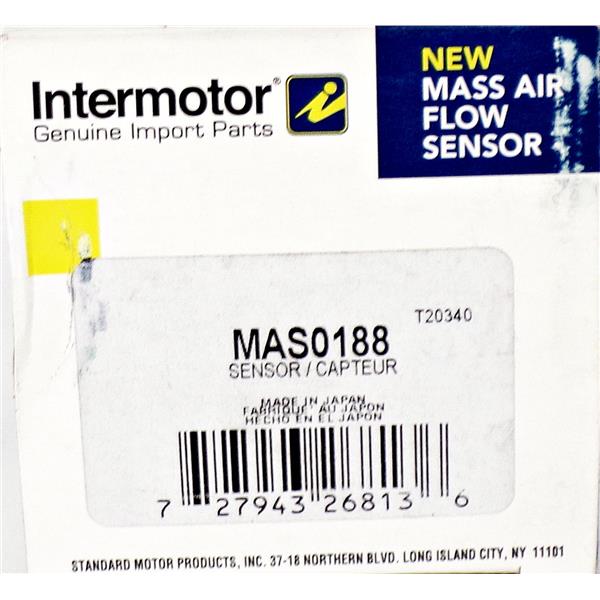 Intermotor®
Genuine Import Parts
NEW
MASS AIR
FLOW
SENSOR
T20340
MAS0188
SENSOR / CAPTEUR
MADE IN JAPAN
FABRIQUE' AU JAPON
HECHO EN EL JAPON
7 27943 26813 6
STANDARD MOTOR PRODUCTS, INC. 37-18 NORTHERN BLVD. LONG ISLAND CITY, NY 11101